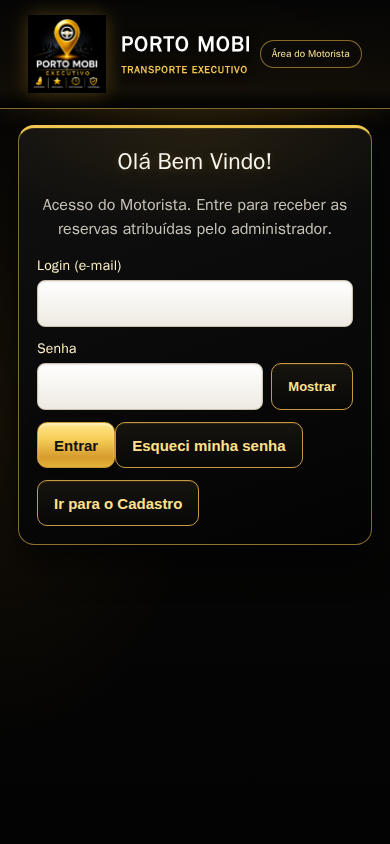 PORTO MOBI
EXECUTIVO
PORTO MOBI
TRANSPORTE EXECUTIVO
Área do Motorista
Olá Bem Vindo!
Acesso do Motorista. Entre para receber as
reservas atribuídas pelo administrador.
Login (e-mail)
Senha
Mostrar
Entrar
Esqueci minha senha
Ir para o Cadastro